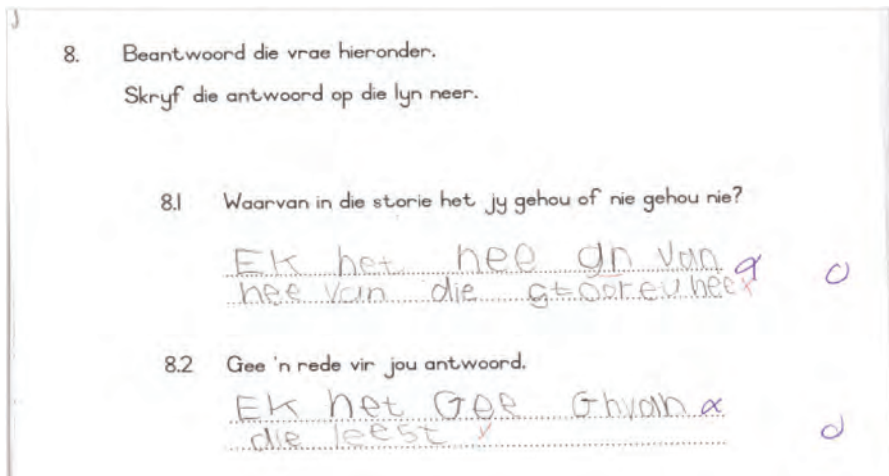 8. Beantwoord die vrae hieronder.
Skryf die antwoord op die lyn neer.
8.1 Waarvan in die storie het jy gehou of nie gehou nie?
Ek het hee van
hee van die
8.2 Gee 'n rede vir jou antwoord.
Ek het Gee Ghvan
die leest